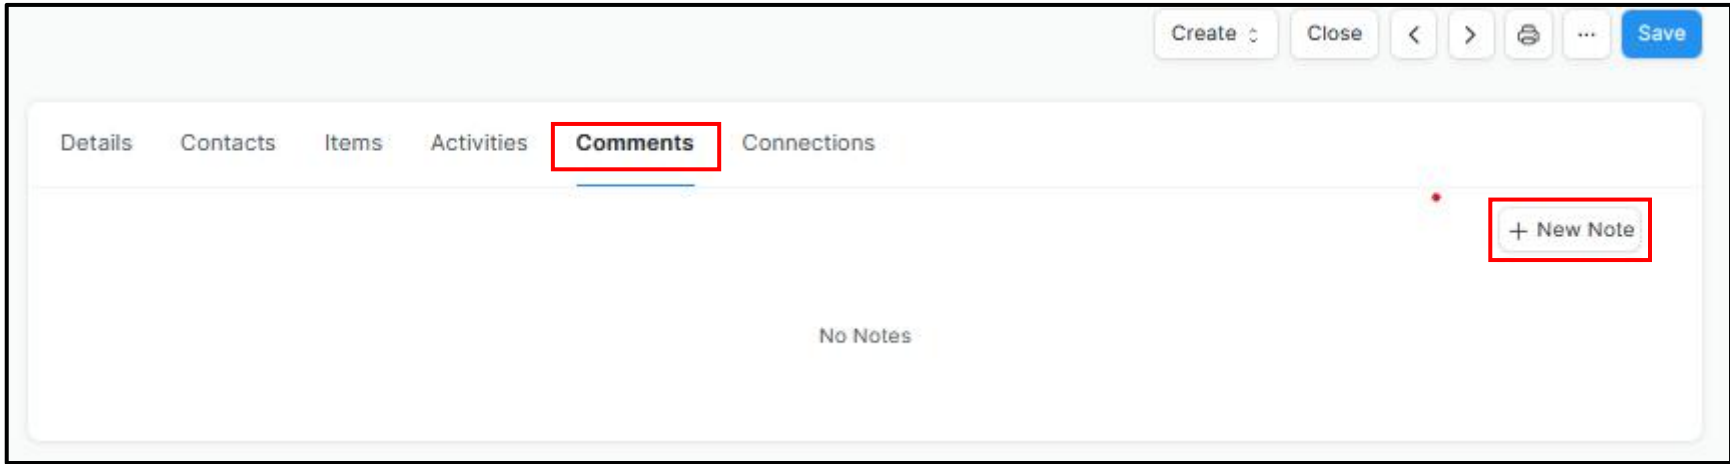 Create Close ... Save
Details Contacts Items Activities Comments Connections
+ New Note
No Notes